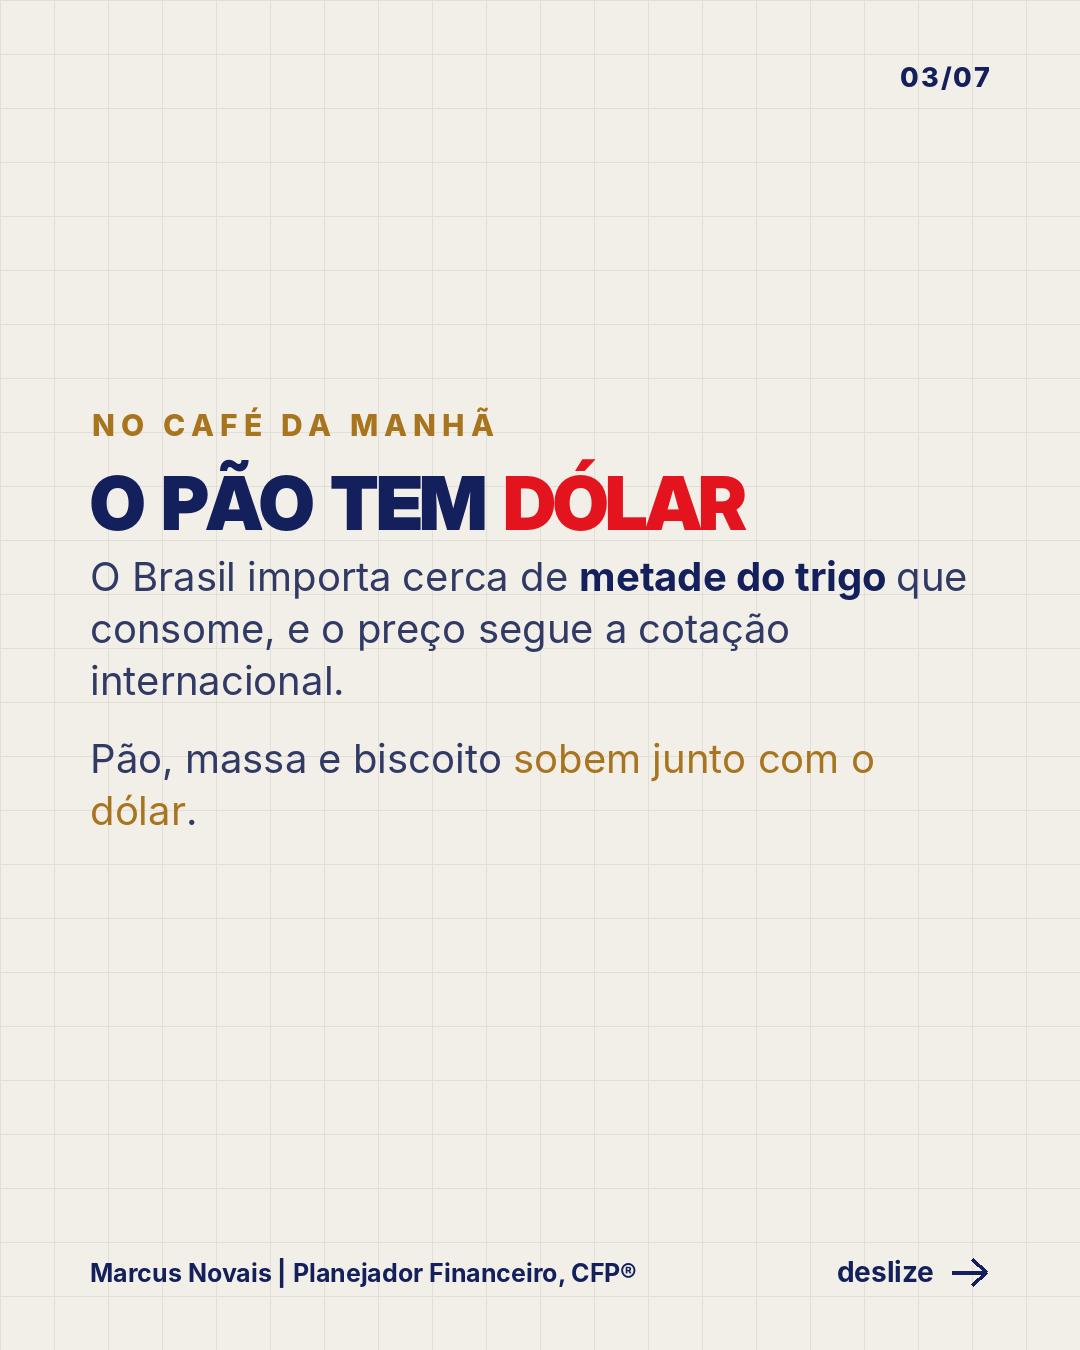 03/07
NO CAFÉ DA MANHÃ
O PÃO TEM DÓLAR
O Brasil importa cerca de metade do trigo que
consome, e o preço segue a cotação
internacional.
Pão, massa e biscoito sobem junto com o
dólar.
Marcus Novais | Planejador Financeiro, CFP®
deslize →